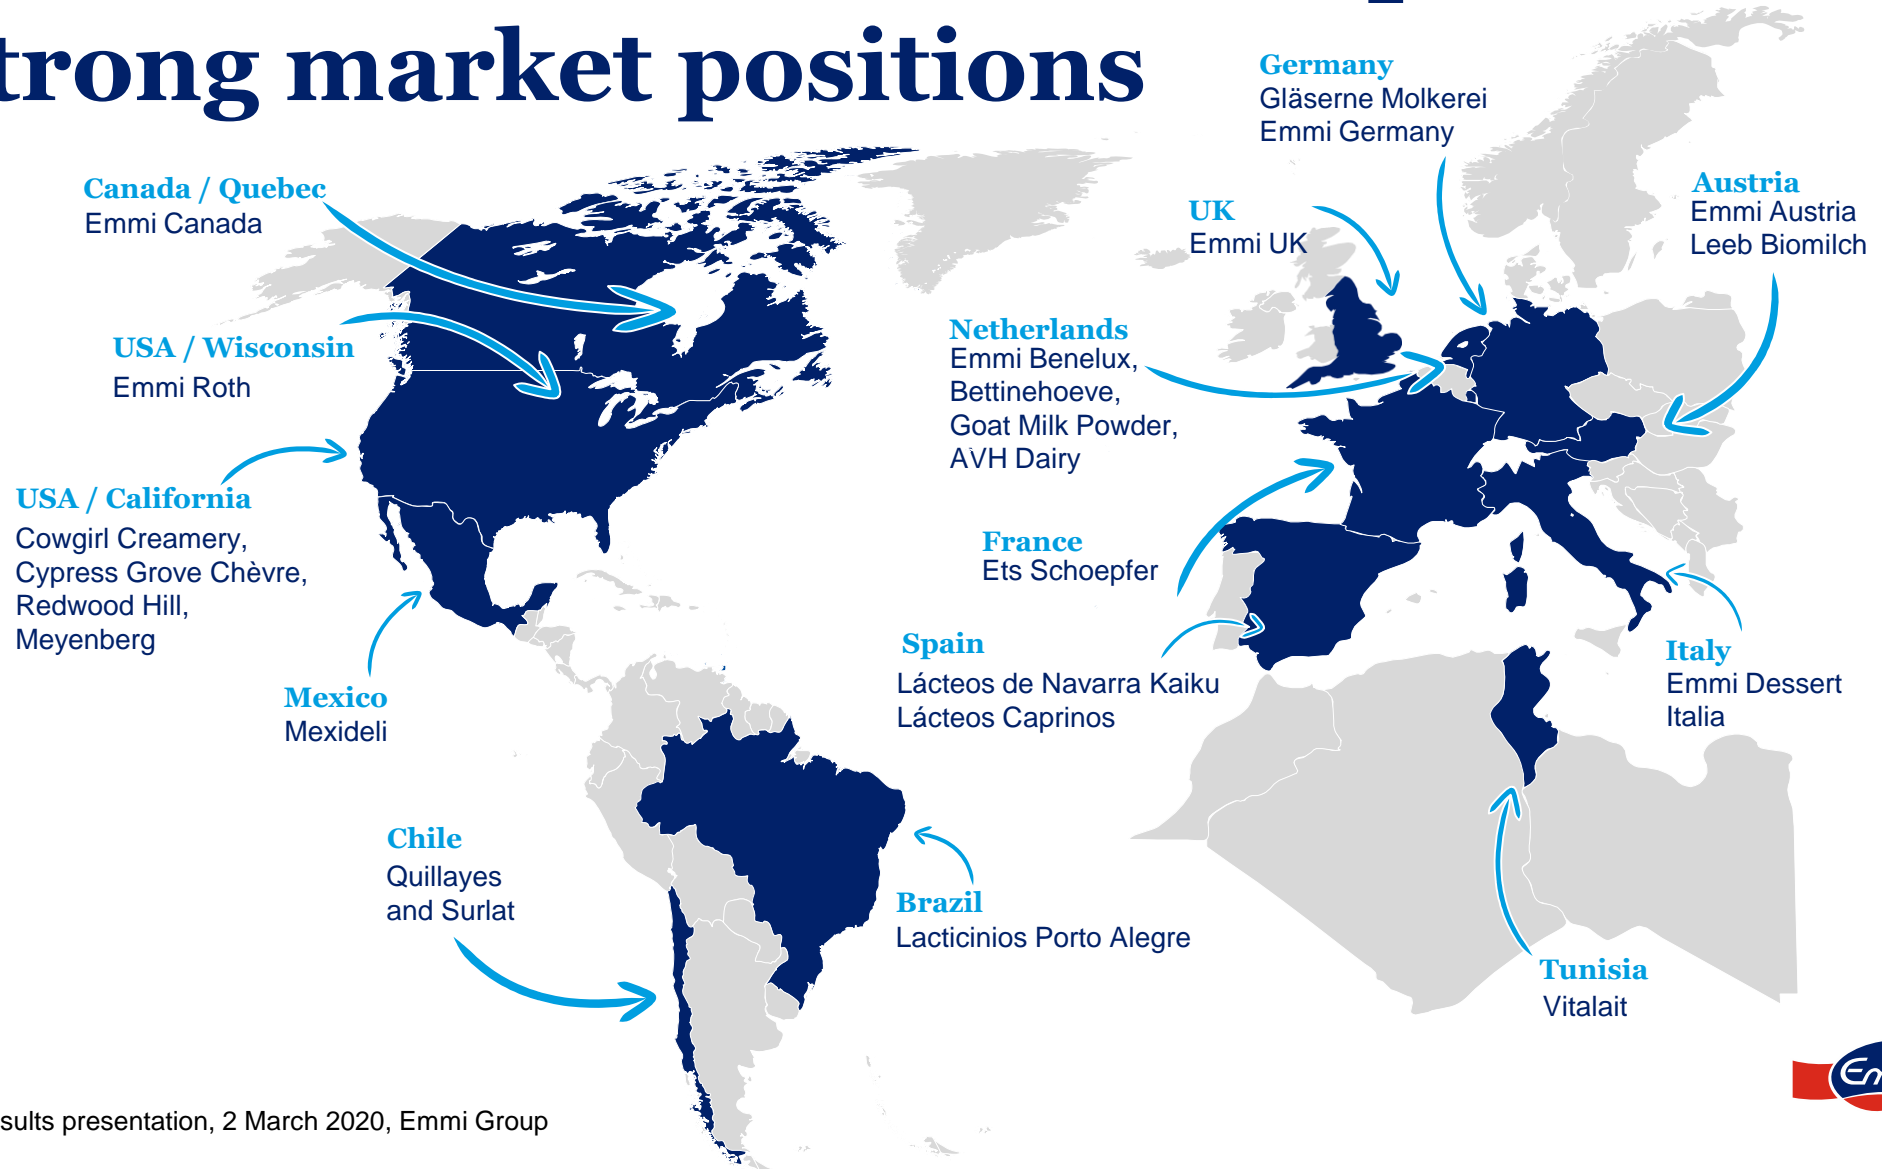 trong market positions
Germany
Gläserne Molkerei
Emmi Germany
Canada / Quebec
Emmi Canada
Austria
Emmi Austria
Leeb Biomilch
UK
Emmi UK
USA / Wisconsin
Emmi Roth
Netherlands
Emmi Benelux,
Bettinehoeve,
Goat Milk Powder,
AVH Dairy
USA / California
Cowgirl Creamery,
Cypress Grove Chèvre,
Redwood Hill,
Meyenberg
France
Ets Schoepfer
Spain
Lácteos de Navarra Kaiku
Lácteos Caprinos
Italy
Emmi Dessert
Italia
Mexico
Mexideli
Chile
Quillayes
and Surlat
Brazil
Lacticinios Porto Alegre
Tunisia
Vitalait
Em
sults presentation, 2 March 2020, Emmi Group